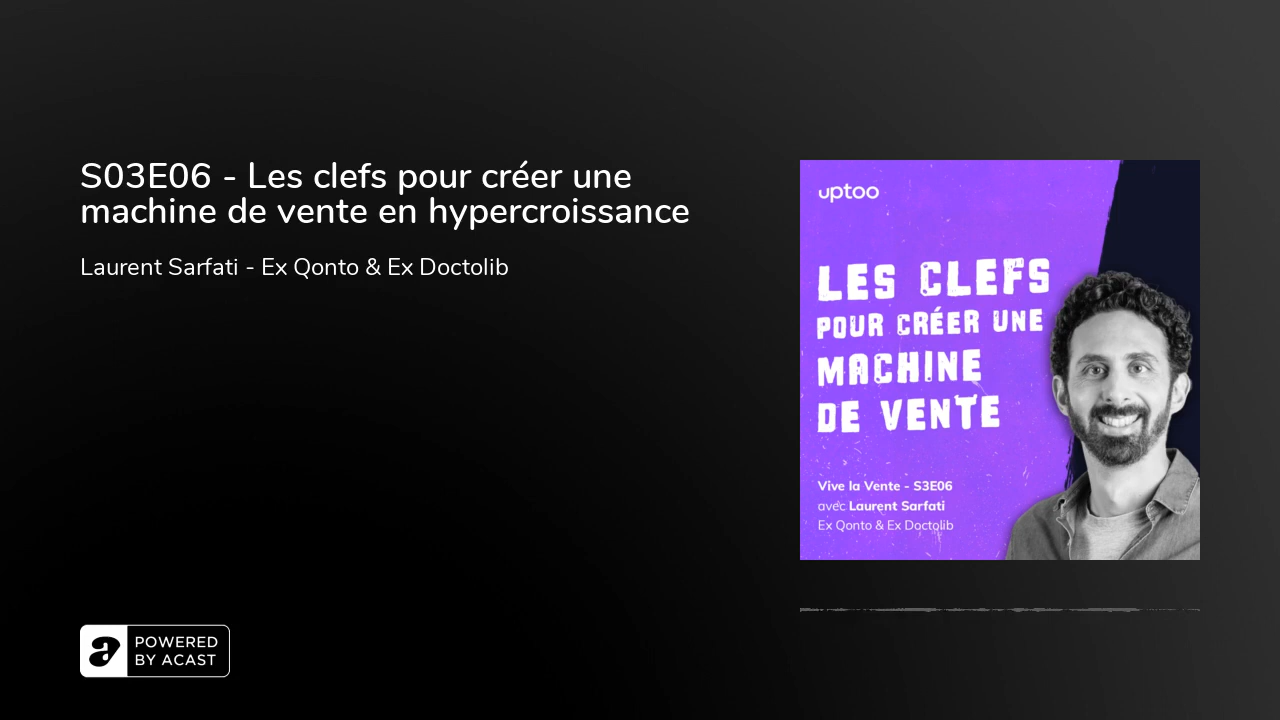 S03E06 - Les clefs pour créer une
machine de vente en hypercroissance
Laurent Sarfati - Ex Qonto & Ex Doctolib
uptoo
LES CLEFS
POUR CRÉER UNE
MACHINE
DE VENTE
Vive la Vente - S3E06
avec Laurent Sarfati
Ex Qonto & Ex Doctolib
a
POWERED
BY ACAST